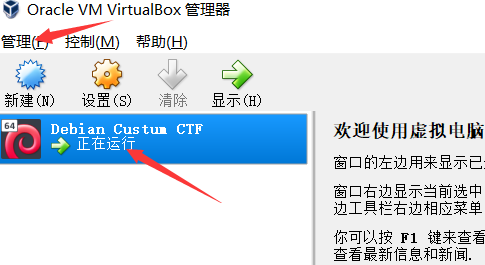 Oracle VM VirtualBox 管理器
管理(F) 控制(M) 帮助(H)
新建(N) 设置(S) 清除 显示(H)
64
Debian Custum CTF
正在运行
欢迎使用虚拟电脑
窗口的左边用来显示已
窗口右边显示当前选中
边工具栏右边相应菜单
你可以按 F1 键来查看
查看最新信息和新闻.